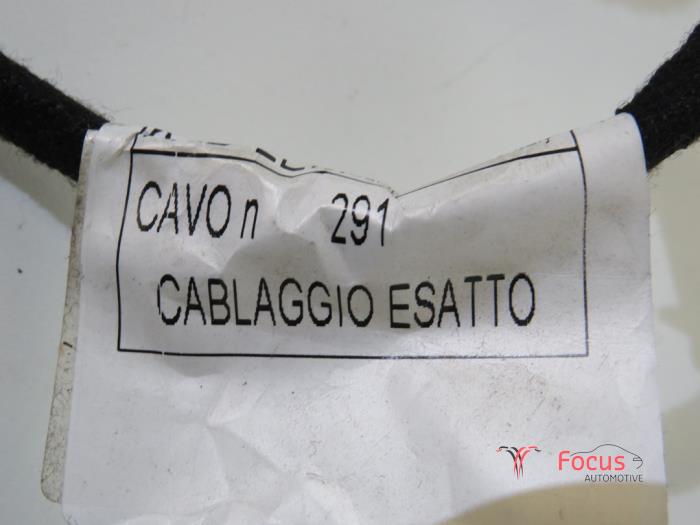 CAVO n 291
CABLAGGIO ESATTO
Focus
AUTOMOTIVE